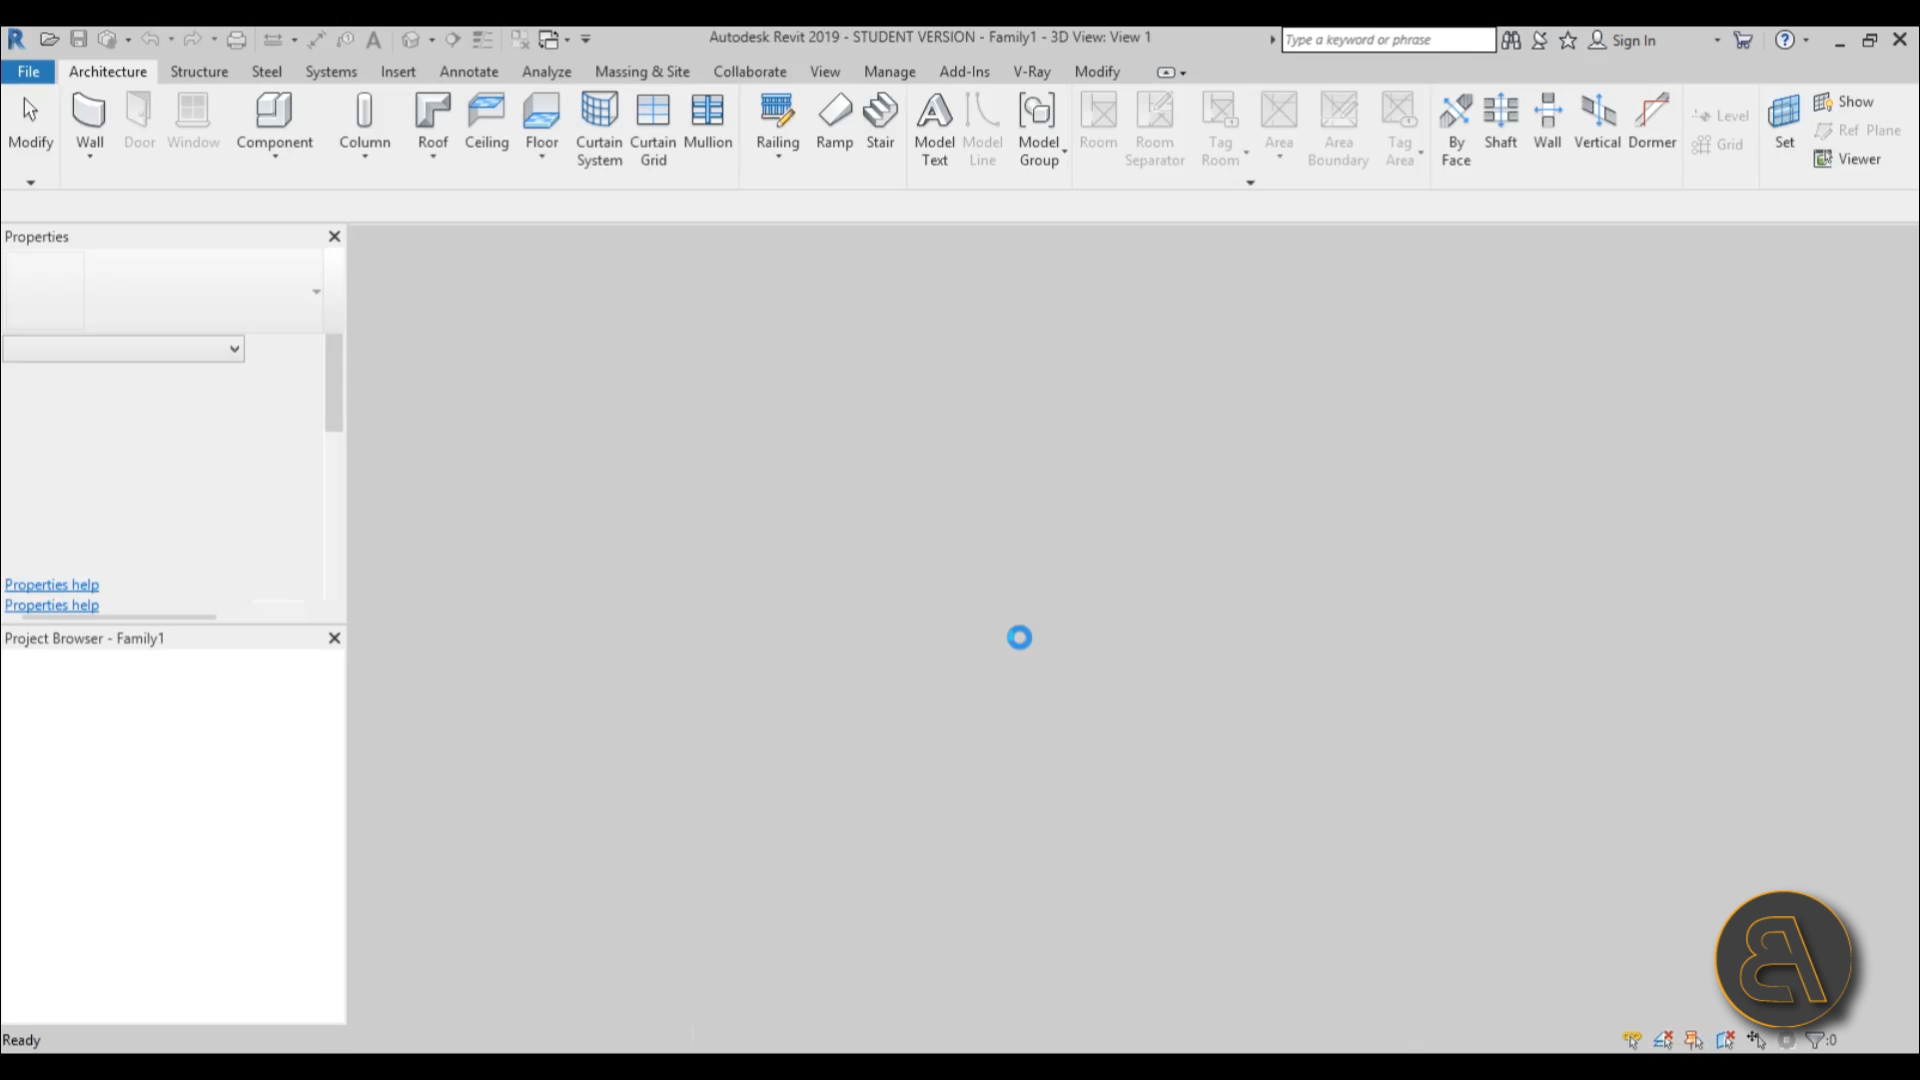 Autodesk Revit 2019 - STUDENT VERSION - Family1 - 3D View: View 1
Type a keyword or phrase
Sign In
File Architecture Structure Steel Systems Insert Annotate Analyze Massing & Site Collaborate View Manage Add-Ins V-Ray Modify
Modify Wall Door Window Component Column Roof Ceiling Floor Curtain System Curtain Grid Mullion Railing Ramp Stair Model Text Model Line Model Group Room Room Separator Tag Room Area Area Boundary Tag Area By Face Shaft Wall Vertical Dormer Level Grid Set Show Ref Plane Viewer
Properties
Properties help
Properties help
Project Browser - Family1
Ready
:0